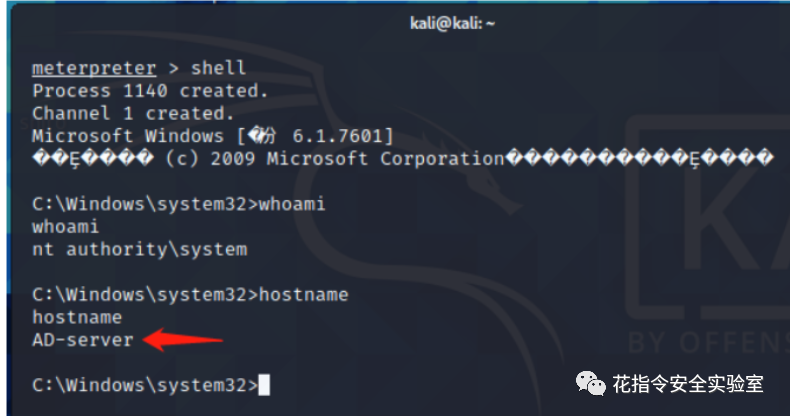 kali@kali: ~
meterpreter > shell
Process 1140 created.
Channel 1 created.
Microsoft Windows [�汾 6.1.7601]
��Ȩ���� (c) 2009 Microsoft Corporation����������Ȩ����
C:\Windows\system32>whoami
whoami
nt authority\system
C:\Windows\system32>hostname
hostname
AD-server
C:\Windows\system32>
KA
BY OFFENS
花指令安全实验室